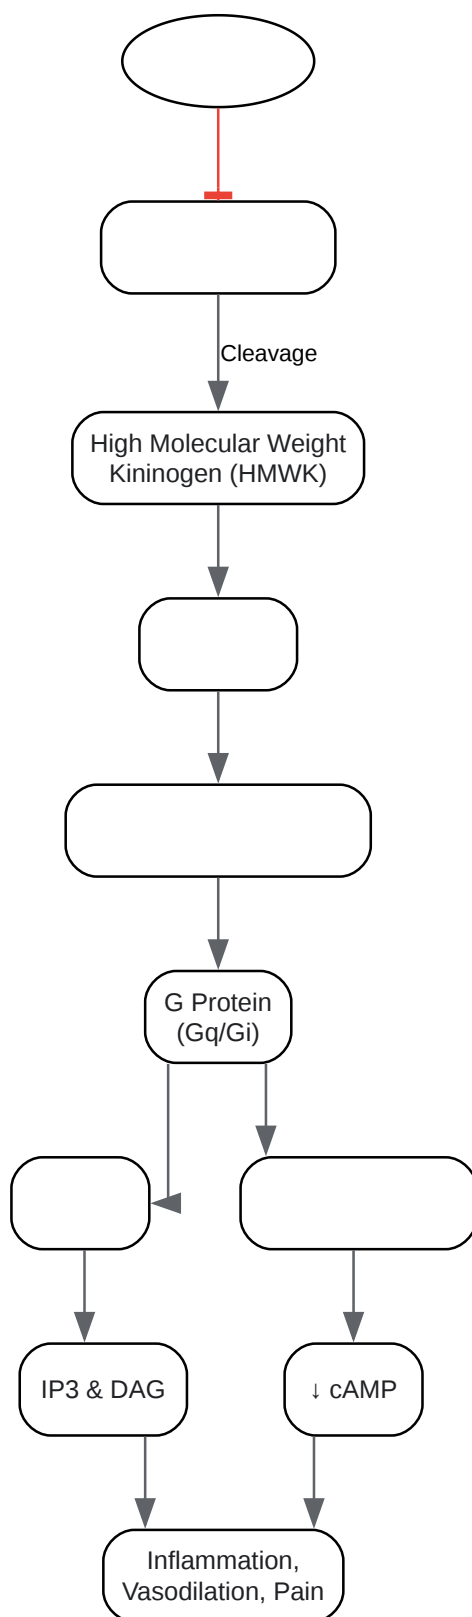 Cleavage
High Molecular Weight
Kininogen (HMWK)
G Protein
(Gq/Gi)
IP3 & DAG
↓ cAMP
Inflammation,
Vasodilation, Pain